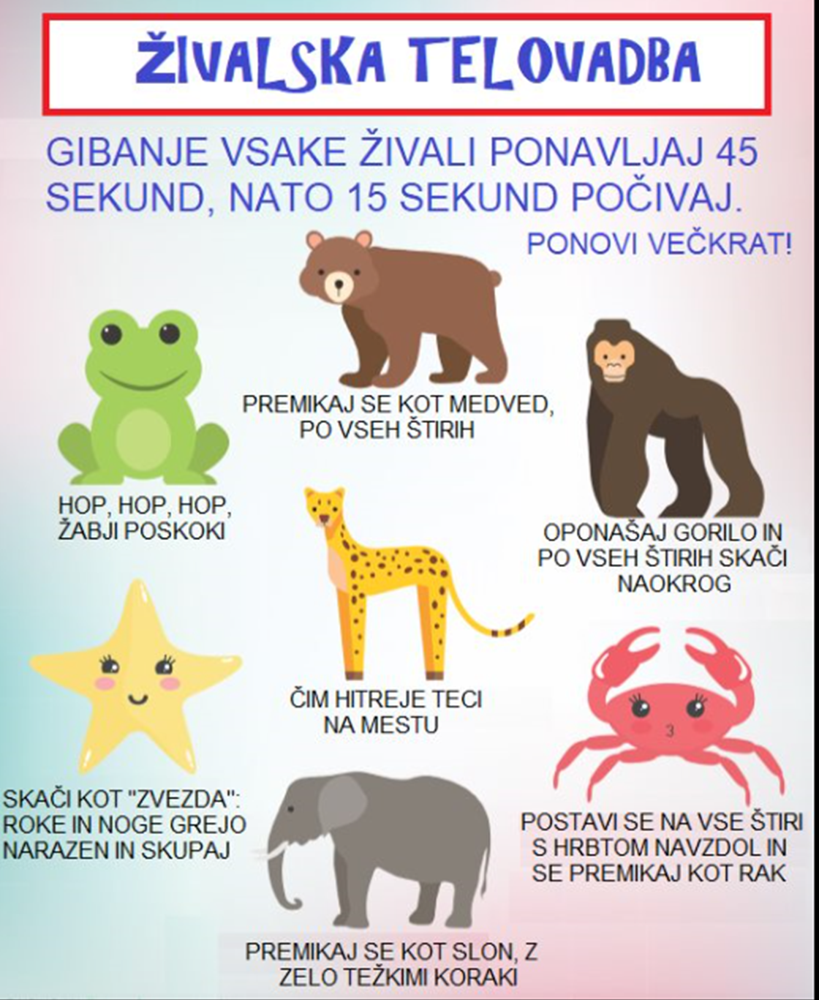 ŽIVALSKA TELOVADBA
GIBANJE VSAKE ŽIVALI PONAVLJAJ 45
SEKUND, NATO 15 SEKUND POČIVAJ.
PONOVI VEČKRAT!
PREMIKAJ SE KOT MEDVED,
PO VSEH ŠTIRIH
HOP, HOP, HOP,
ŽABJI POSKOKI
OPONAŠAJ GORILO IN
PO VSEH ŠTIRIH SKAČI
NAOKROG
ČIM HITREJE TECI
NA MESTU
SKAČI KOT "ZVEZDA":
ROKE IN NOGE GREJO
NARAZEN IN SKUPAJ
POSTAVI SE NA VSE ŠTIRI
S HRBTOM NAVZDOL IN
SE PREMIKAJ KOT RAK
PREMIKAJ SE KOT SLON, Z
ZELO TEŽKIMI KORAKI